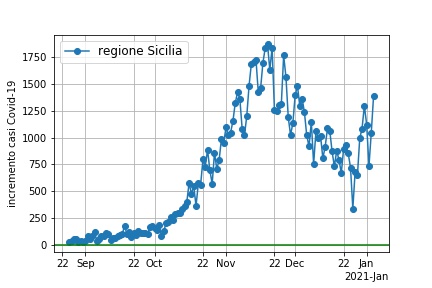 regione Sicilia
incremento casi Covid-19
1750
1500
1250
1000
750
500
250
0
22 Sep 22 Oct 22 Nov 22 Dec 22 Jan
2021-Jan